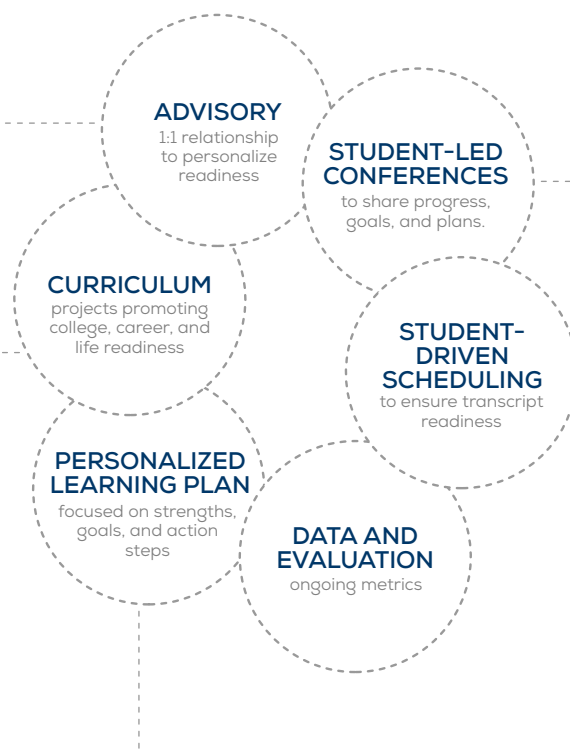 ADVISORY
1:1 relationship
to personalize
readiness
STUDENT-LED
CONFERENCES
to share progress,
goals, and plans.
CURRICULUM
projects promoting
college, career, and
life readiness
STUDENT-
DRIVEN
SCHEDULING
to ensure transcript
readiness
PERSONALIZED
LEARNING PLAN
focused on strengths,
goals, and action
steps
DATA AND
EVALUATION
ongoing metrics